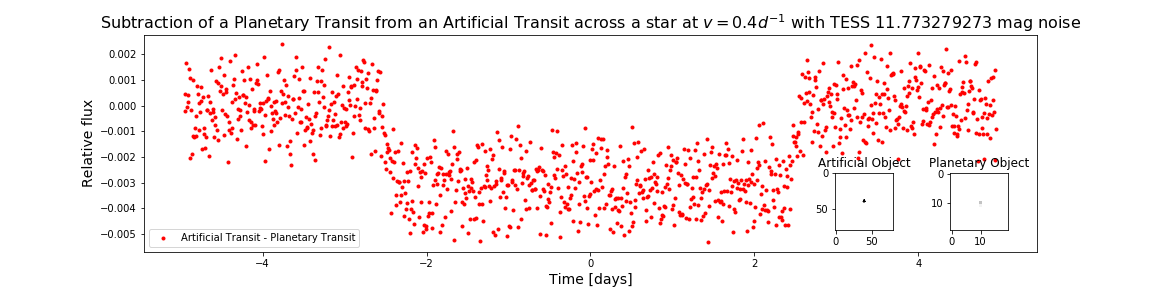 Subtraction of a Planetary Transit from an Artificial Transit across a star at v = 0.4d⁻¹ with TESS 11.773279273 mag noise
Relative flux
0.002
0.001
0.000
−0.001
−0.002
−0.003
−0.004
−0.005
Artificial Transit - Planetary Transit
Artificial Object
0
50
0 50
Planetary Object
0
10
0 10
−4 −2 0 2 4
Time [days]